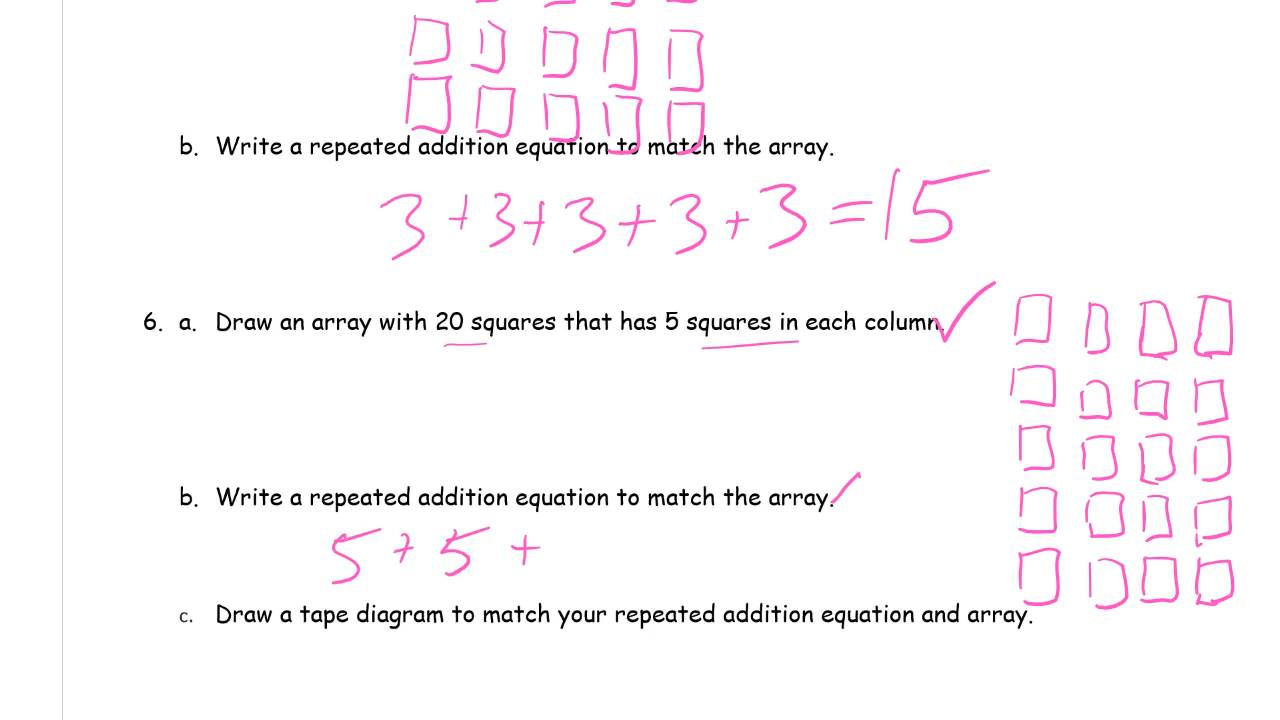 b. Write a repeated addition equation to match the array.
3 + 3 + 3 + 3 + 3 = 15
6. a. Draw an array with 20 squares that has 5 squares in each column.
b. Write a repeated addition equation to match the array.
5 + 5 +
c. Draw a tape diagram to match your repeated addition equation and array.